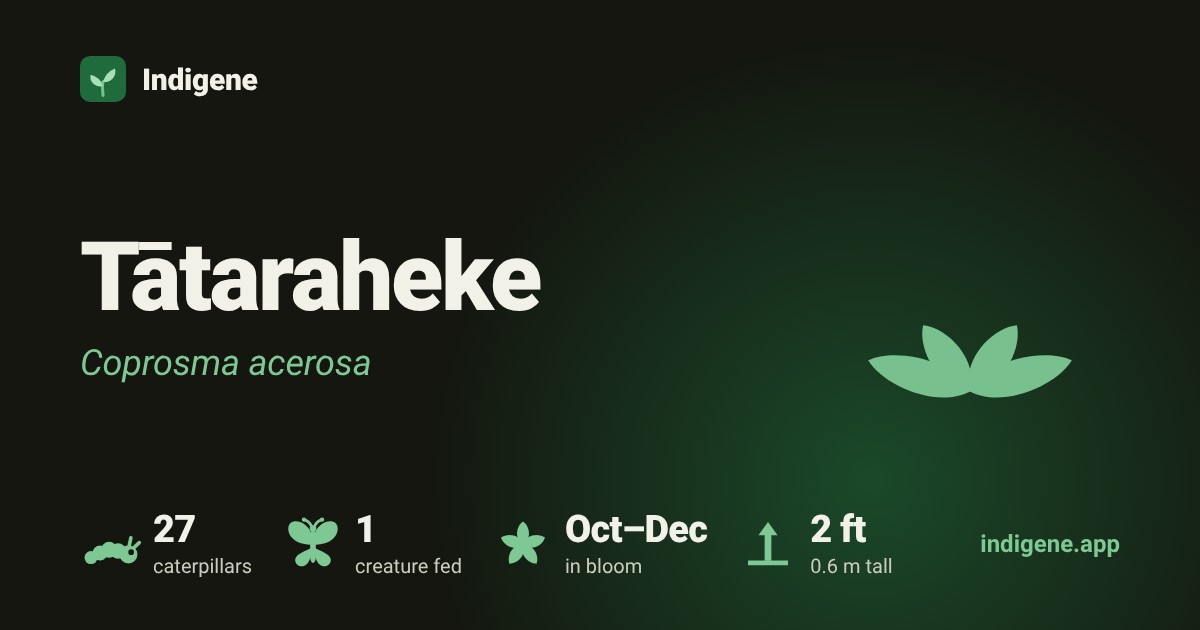 Indigene
Tātaraheke
Coprosma acerosa
27
caterpillars
1
creature fed
Oct–Dec
in bloom
2 ft
0.6 m tall
indigene.app